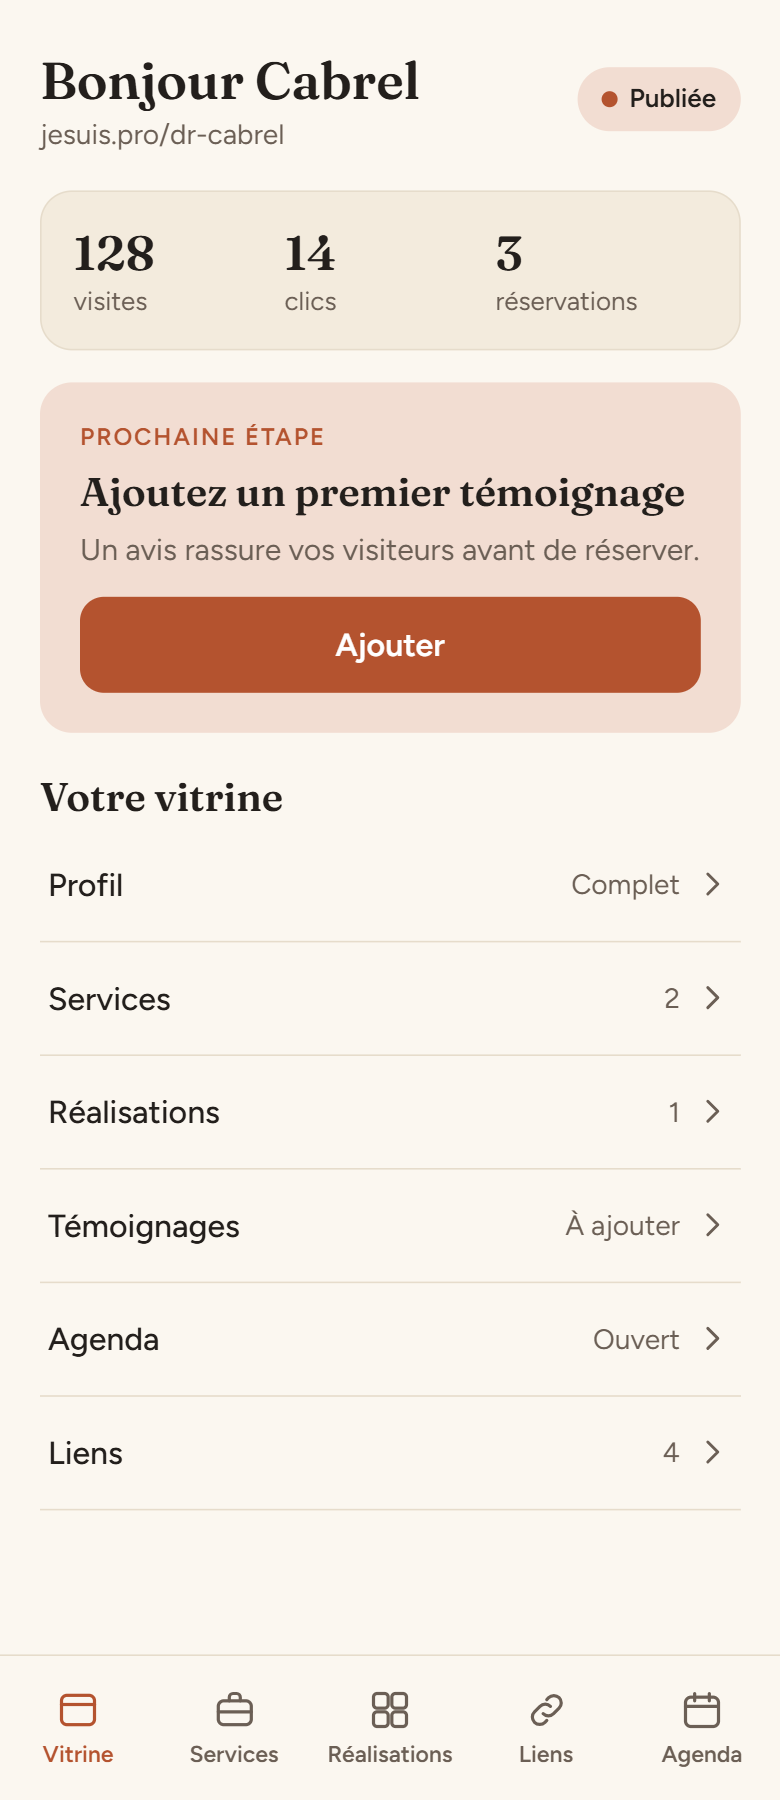 Bonjour Cabrel
jesuis.pro/dr-cabrel
Publiée
128
visites
14
clics
3
réservations
PROCHAINE ÉTAPE
Ajoutez un premier témoignage
Un avis rassure vos visiteurs avant de réserver.
Ajouter
Votre vitrine
Profil Complet
Services 2
Réalisations 1
Témoignages À ajouter
Agenda Ouvert
Liens 4
Vitrine
Services
Réalisations
Liens
Agenda